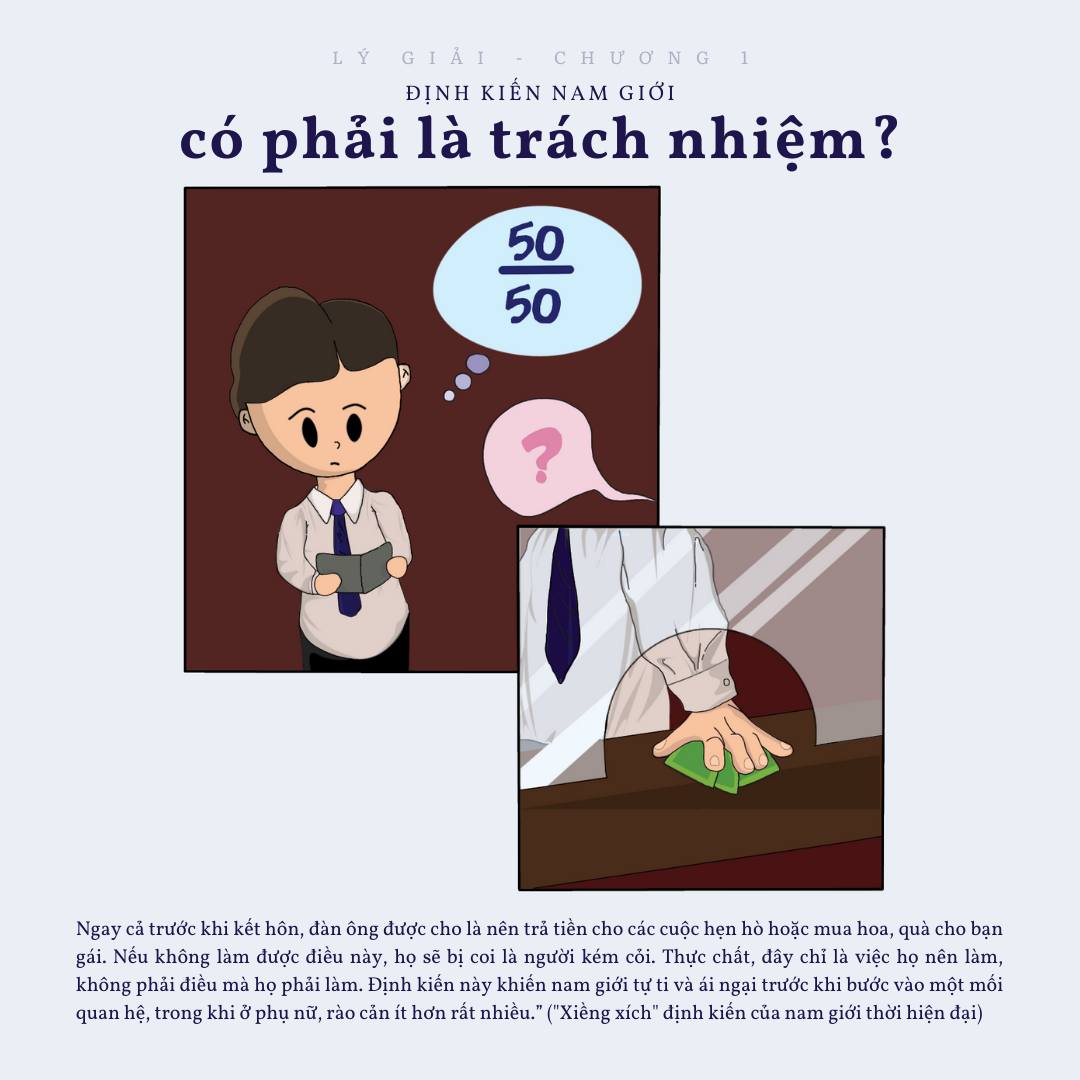 LÝ GIẢI - CHƯƠNG 1
ĐỊNH KIẾN NAM GIỚI
có phải là trách nhiệm?
50
50
?
Ngay cả trước khi kết hôn, đàn ông được cho là nên trả tiền cho các cuộc hẹn hò hoặc mua hoa, quà cho bạn
gái. Nếu không làm được điều này, họ sẽ bị coi là người kém cỏi. Thực chất, đây chỉ là việc họ nên làm,
không phải điều mà họ phải làm. Định kiến này khiến nam giới tự ti và ái ngại trước khi bước vào một mối
quan hệ, trong khi ở phụ nữ, rào cản ít hơn rất nhiều.” ("Xiềng xích" định kiến của nam giới thời hiện đại)